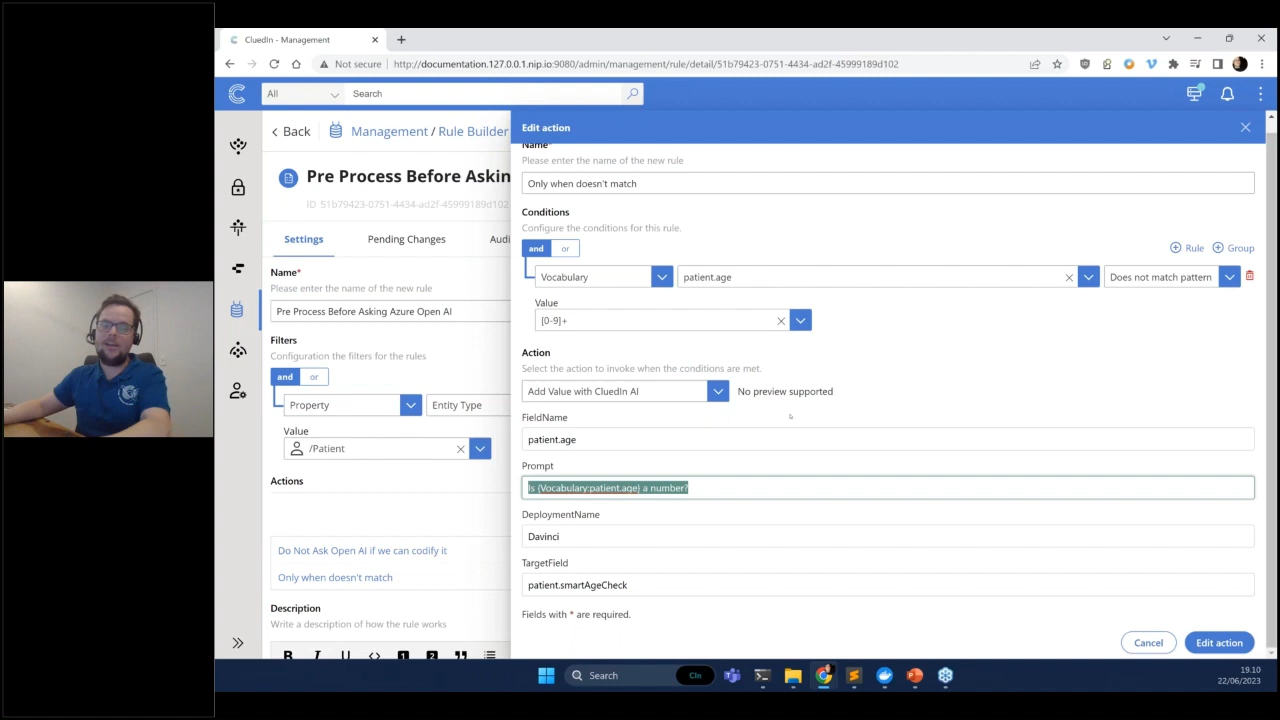 CluedIn - Management
Not secure
http://documentation.127.0.0.1.nip.io:9080/admin/management/rule/detail/51b79423-0751-4434-ad2f-45999189d102
All
Search
Back
Management / Rule Builder
Pre Process Before Askin
ID 51b79423-0751-4434-ad2f-45999189d102
Settings
Pending Changes
Audi
Name*
Please enter the name of the new rule
Pre Process Before Asking Azure Open AI
Filters
Configuration the filters for the rules
and
or
Property
Entity Type
Value
/Patient
Actions
Do Not Ask Open AI if we can codify it
Only when doesn't match
Description
Write a description of how the rule works
B I U <> 1 2
Edit action
Name*
Please enter the name of the new rule
Only when doesn't match
Conditions
Configure the conditions for this rule.
and
or
Rule
Group
Vocabulary
patient.age
Does not match pattern
Value
[0-9]+
Action
Select the action to invoke when the conditions are met.
Add Value with CluedIn AI
No preview supported
FieldName
patient.age
Prompt
Is {Vocabulary:patient.age} a number?
DeploymentName
Davinci
TargetField
patient.smartAgeCheck
Fields with * are required.
Cancel
Edit action
Search
Cln
19.10
22/06/2023